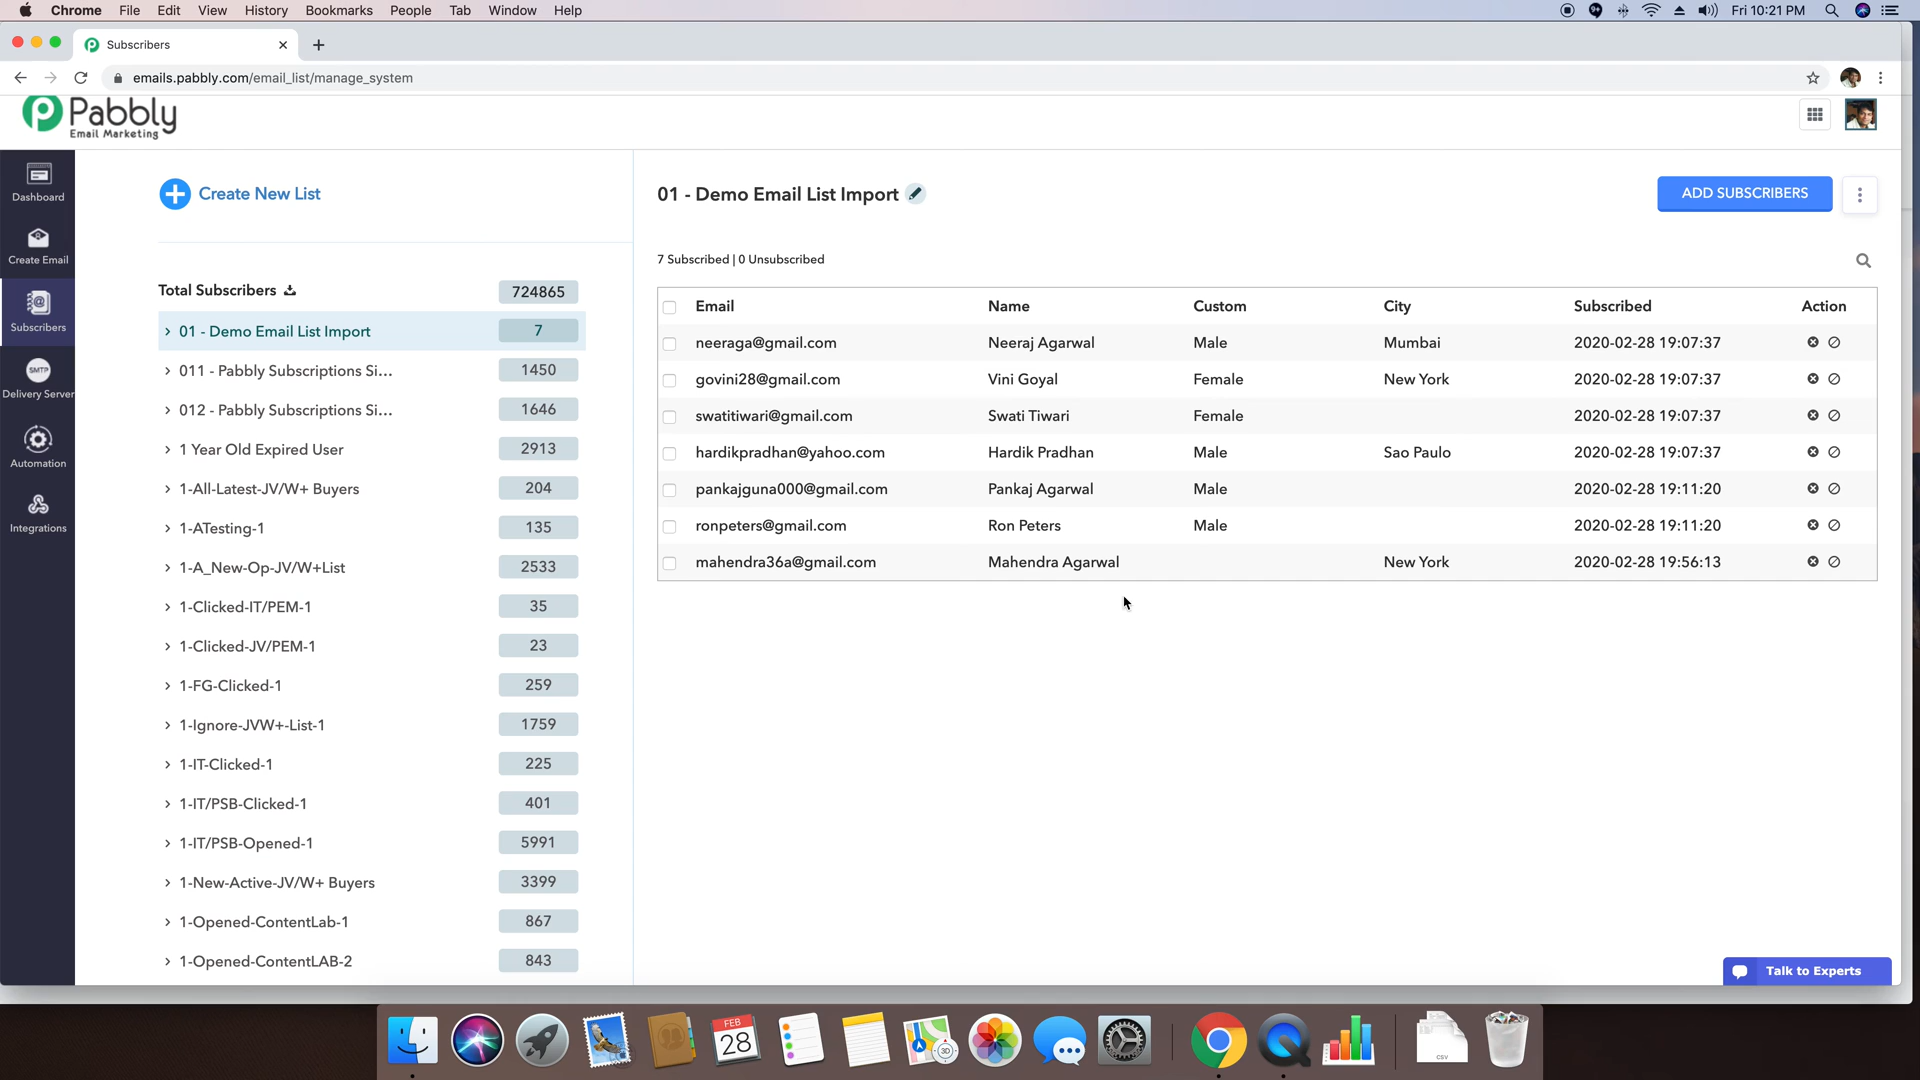 Chrome File Edit View History Bookmarks People Tab Window Help Fri 10:21 PM
Subscribers
emails.pabbly.com/email_list/manage_system
Pabbly
Email Marketing
Dashboard
Create Email
Subscribers
SMTP
Delivery Server
Automation
Integrations
Create New List
Total Subscribers 724865
01 - Demo Email List Import 7
011 - Pabbly Subscriptions Si... 1450
012 - Pabbly Subscriptions Si... 1646
1 Year Old Expired User 2913
1-All-Latest-JV/W+ Buyers 204
1-ATesting-1 135
1-A_New-Op-JV/W+List 2533
1-Clicked-IT/PEM-1 35
1-Clicked-JV/PEM-1 23
1-FG-Clicked-1 259
1-Ignore-JVW+-List-1 1759
1-IT-Clicked-1 225
1-IT/PSB-Clicked-1 401
1-IT/PSB-Opened-1 5991
1-New-Active-JV/W+ Buyers 3399
1-Opened-ContentLab-1 867
1-Opened-ContentLAB-2 843
01 - Demo Email List Import
ADD SUBSCRIBERS
7 Subscribed | 0 Unsubscribed
Email Name Custom City Subscribed Action
neeraga@gmail.com Neeraj Agarwal Male Mumbai 2020-02-28 19:07:37
govini28@gmail.com Vini Goyal Female New York 2020-02-28 19:07:37
swatitiwari@gmail.com Swati Tiwari Female 2020-02-28 19:07:37
hardikpradhan@yahoo.com Hardik Pradhan Male Sao Paulo 2020-02-28 19:07:37
pankajguna000@gmail.com Pankaj Agarwal Male 2020-02-28 19:11:20
ronpeters@gmail.com Ron Peters Male 2020-02-28 19:11:20
mahendra36a@gmail.com Mahendra Agarwal New York 2020-02-28 19:56:13
Talk to Experts
FEB
28
3D
CSV